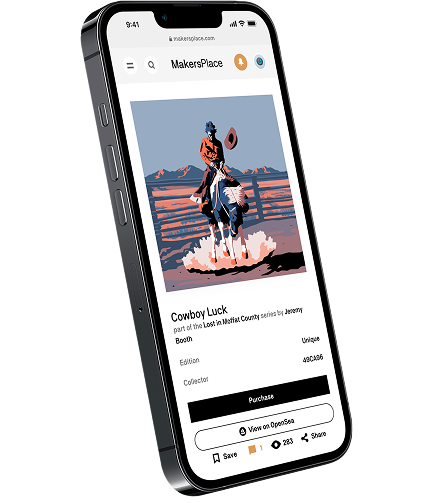 9:41
makersplace.com
MakersPlace
Cowboy Luck
part of the Lost in Moffat County series by Jeremy
Booth
Edition Unique
Collector 49CA96
Purchase
View on OpenSea
Save 1 283 Share